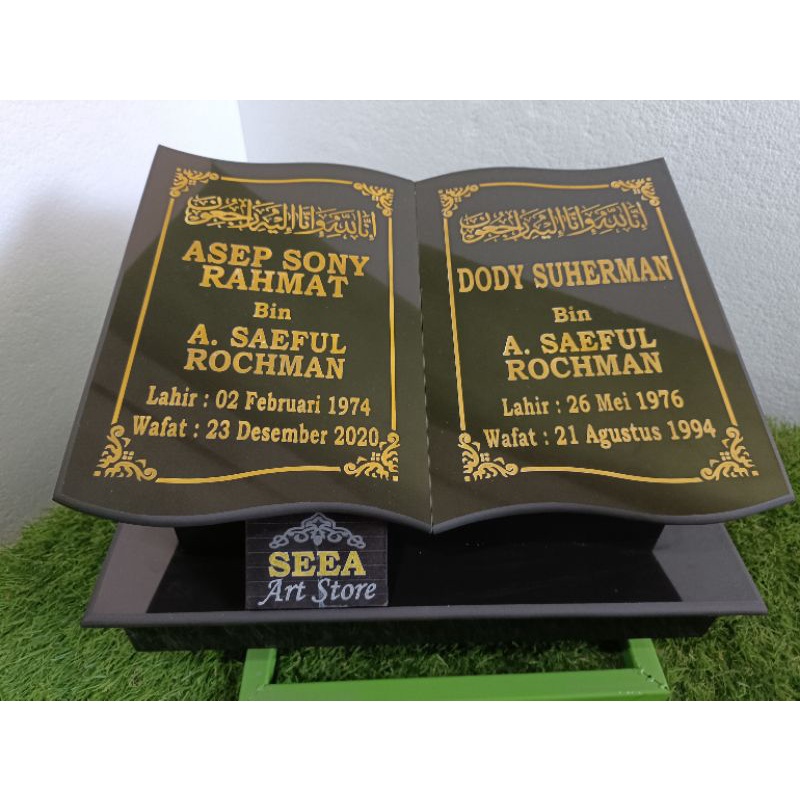 إنا لله وإنا إليه راجعون
ASEP SONY
RAHMAT
Bin
A. SAEFUL
ROCHMAN
Lahir : 02 Februari 1974
Wafat : 23 Desember 2020
إنا لله وإنا إليه راجعون
DODY SUHERMAN
Bin
A. SAEFUL
ROCHMAN
Lahir : 26 Mei 1976
Wafat : 21 Agustus 1994
SEEA
Art Store